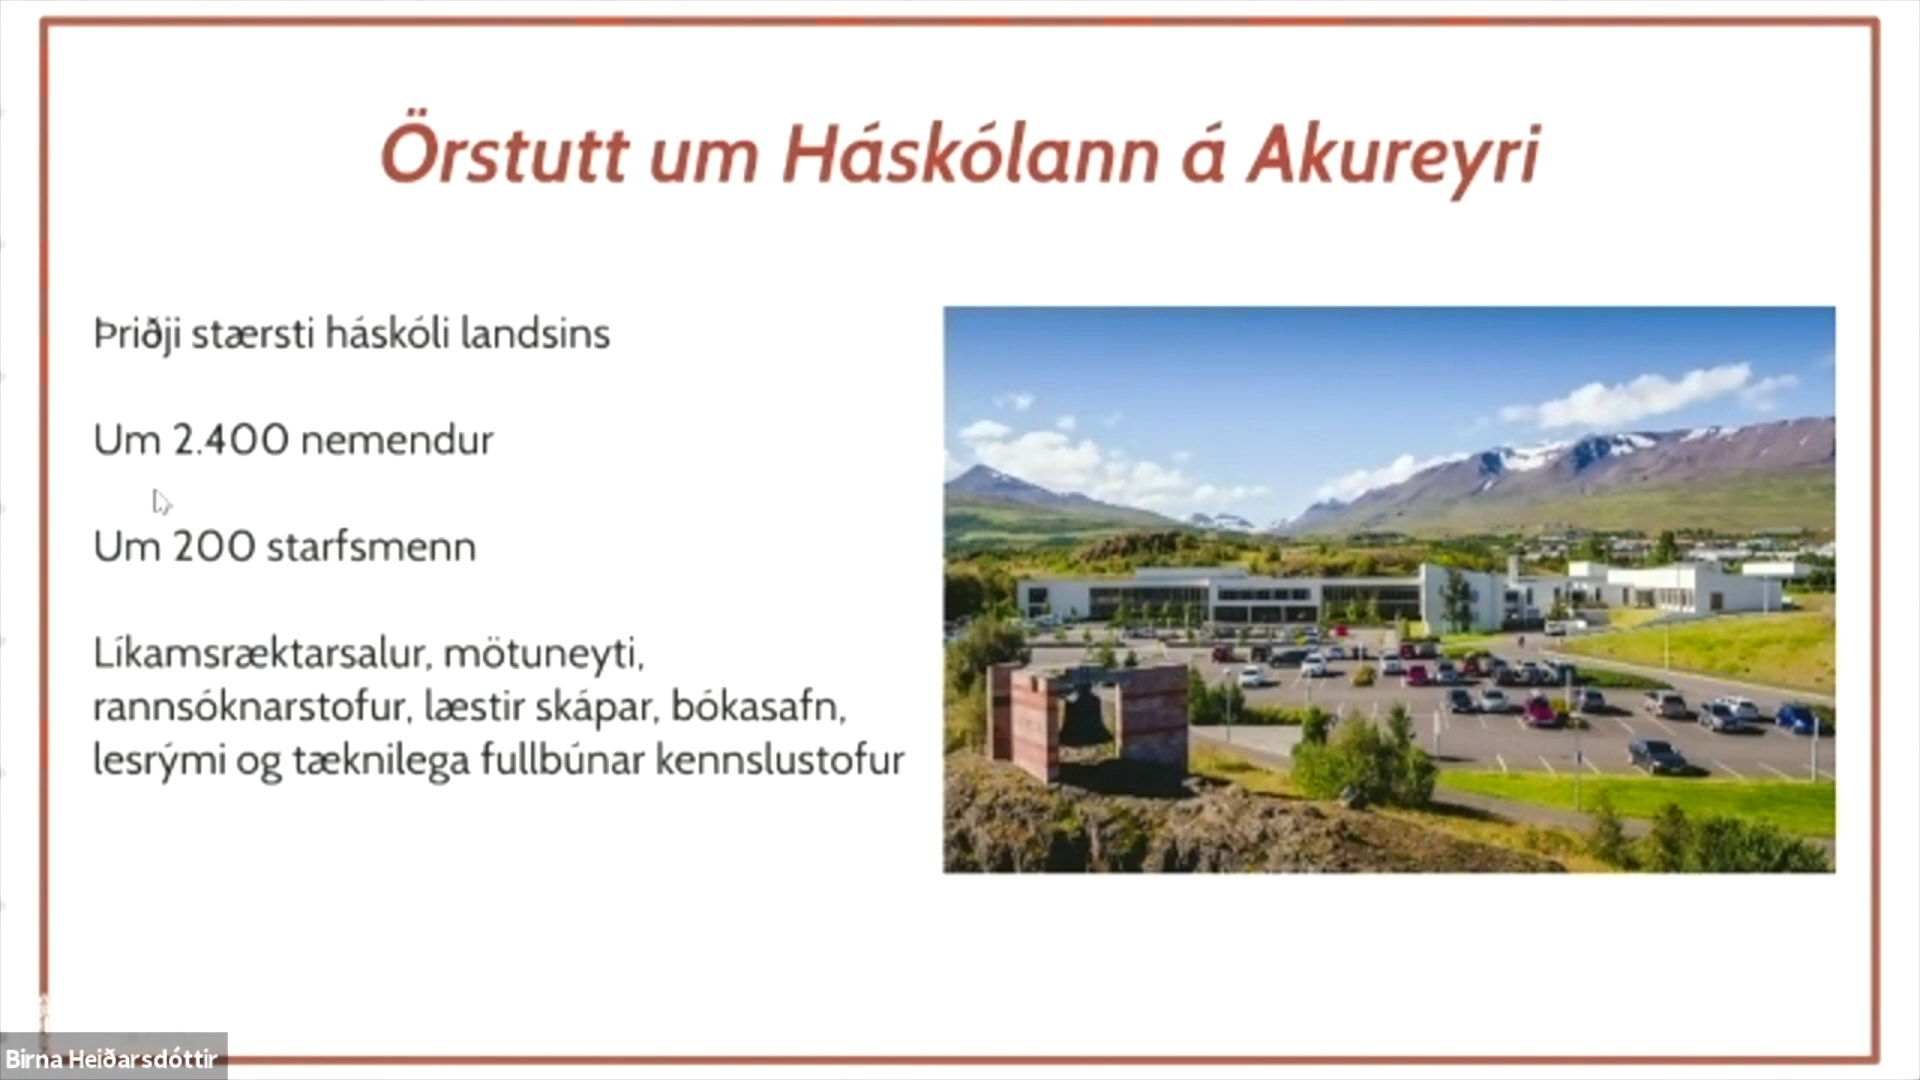 Örstutt um Háskólann á Akureyri
Þriðji stærsti háskóli landsins
Um 2.400 nemendur
Um 200 starfsmenn
Líkamsræktarsalur, mötuneyti,
rannsóknarstofur, læstir skápar, bókasafn,
lesrými og tæknilega fullbúnar kennslustofur
Birna Heiðarsdóttir